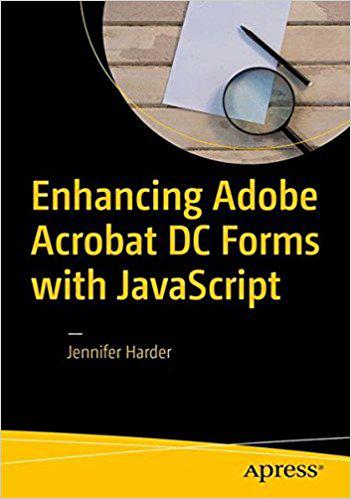 Enhancing Adobe
Acrobat DC Forms
with JavaScript
—
Jennifer Harder
Apress®